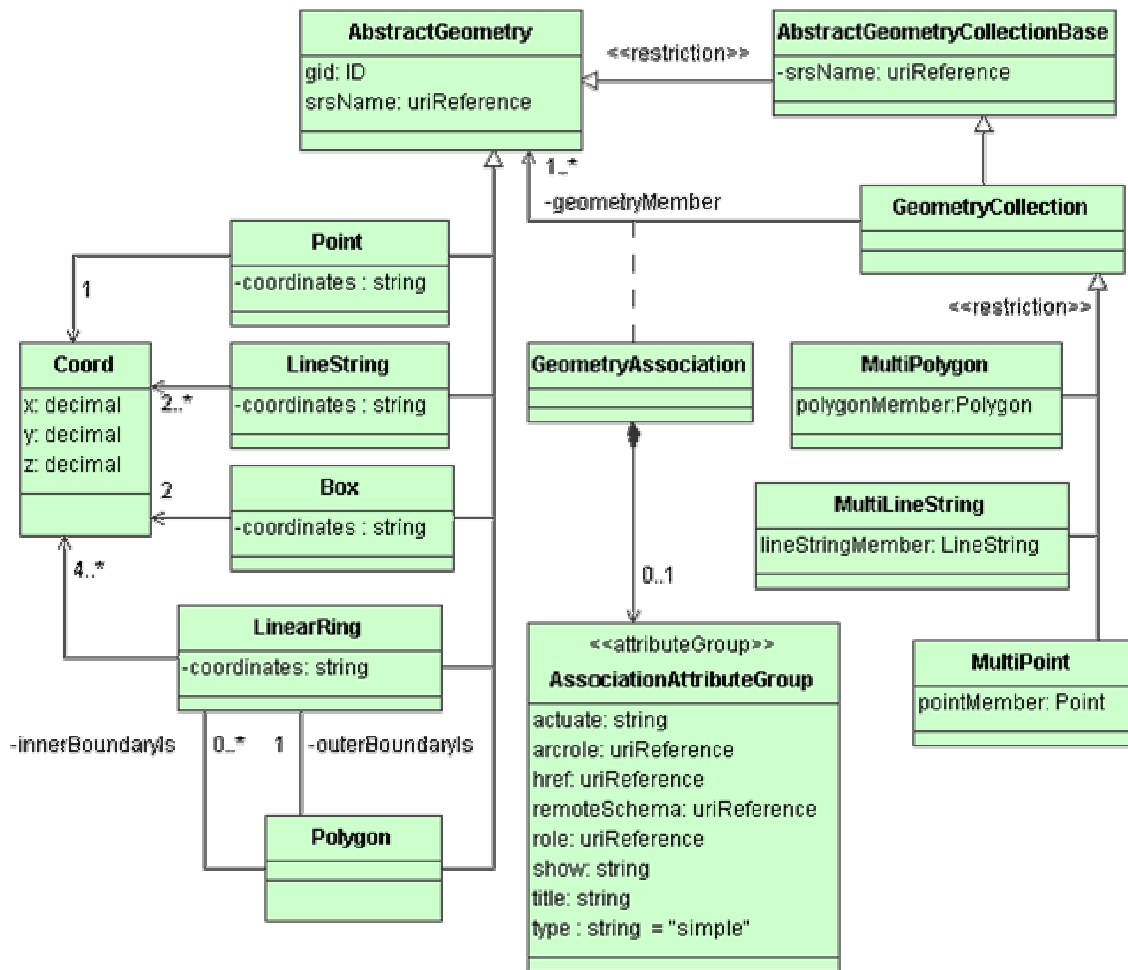 AbstractGeometry
gid: ID
srsName: uriReference
<<restriction>>
AbstractGeometryCollectionBase
-srsName: uriReference
1..*
-geometryMember
GeometryCollection
Point
-coordinates : string
1
<<restriction>>
Coord
x: decimal
y: decimal
z: decimal
LineString
-coordinates : string
2..*
GeometryAssociation
MultiPolygon
polygonMember:Polygon
Box
-coordinates : string
2
MultiLineString
lineStringMember: LineString
4..*
0..1
LinearRing
-coordinates: string
<<attributeGroup>>
AssociationAttributeGroup
actuate: string
arcrole: uriReference
href: uriReference
remoteSchema: uriReference
role: uriReference
show: string
title: string
type : string = "simple"
MultiPoint
pointMember: Point
-innerBoundaryIs
0..*
1
-outerBoundaryIs
Polygon